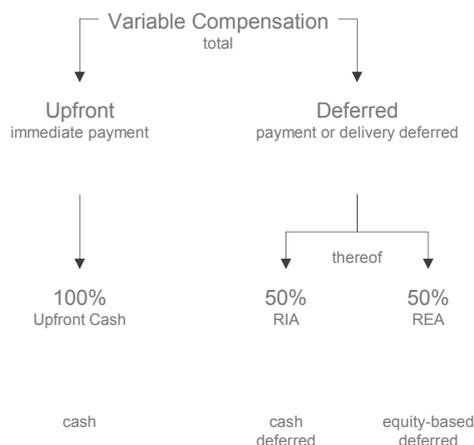 Variable Compensation
total
Upfront
immediate payment
Deferred
payment or delivery deferred
thereof
100%
Upfront Cash
50%
RIA
50%
REA
cash
cash
deferred
equity-based
deferred